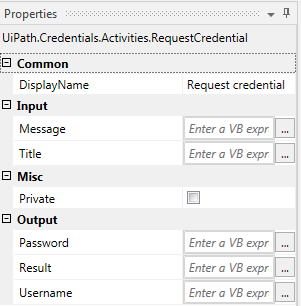 Properties
UiPath.Credentials.Activities.RequestCredential
Common
DisplayName Request credential
Input
Message Enter a VB expr ...
Title Enter a VB expr ...
Misc
Private
Output
Password Enter a VB expr ...
Result Enter a VB expr ...
Username Enter a VB expr ...